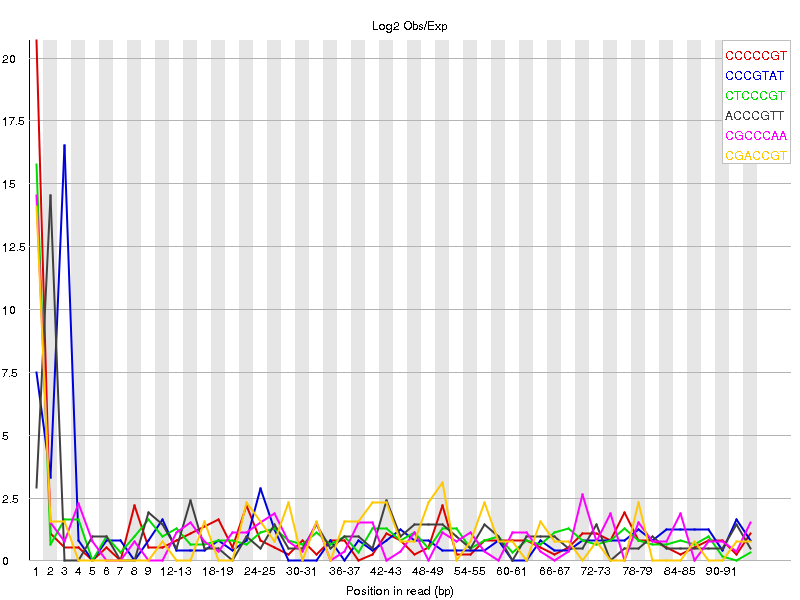 Log2 Obs/Exp
20
17.5
15
12.5
10
7.5
5
2.5
0
CCCCCGT
CCCGTAT
CTCCCGT
ACCCGTT
CGCCCAA
CGACCGT
1 2 3 4 5 6 7 8 9 12-13 18-19 24-25 30-31 36-37 42-43 48-49 54-55 60-61 66-67 72-73 78-79 84-85 90-91
Position in read (bp)